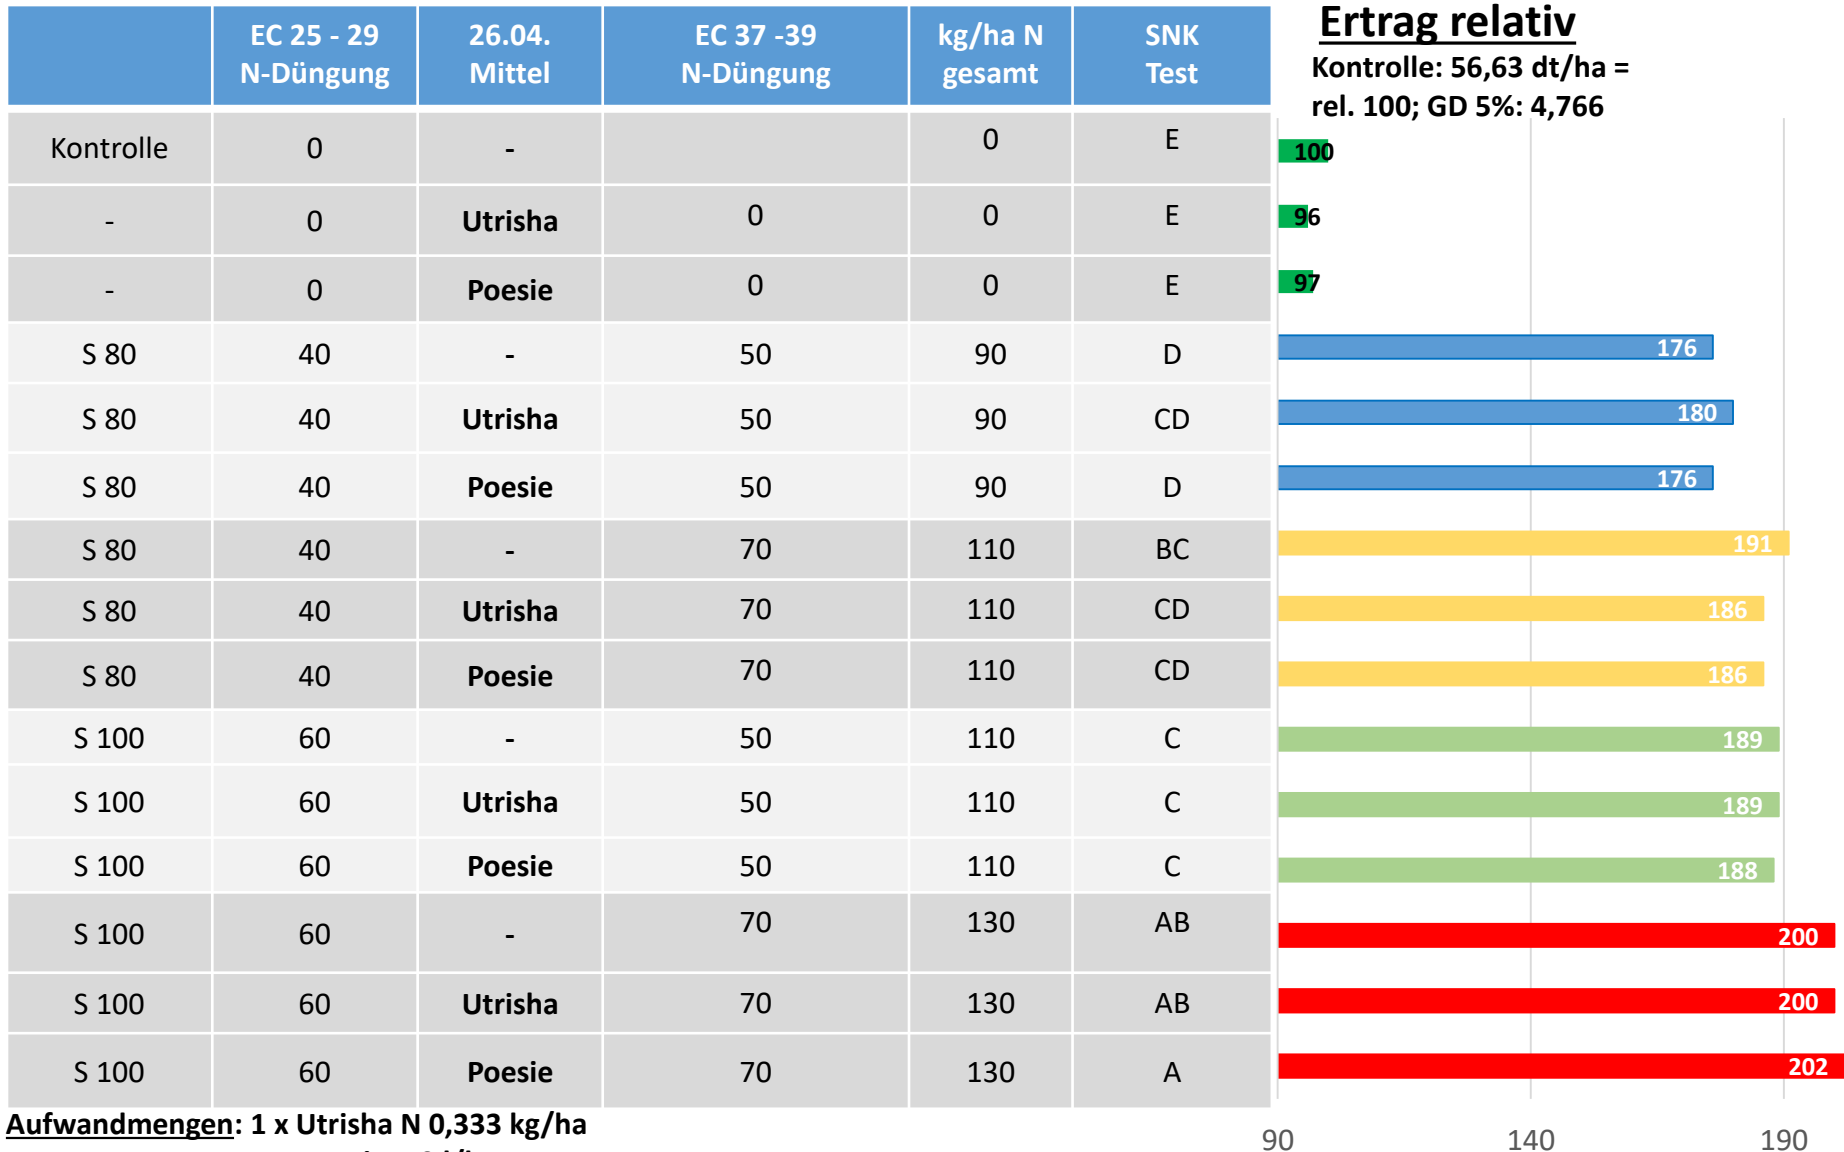 EC 25 - 29 N-Düngung | 26.04. Mittel | EC 37 -39 N-Düngung | kg/ha N gesamt | SNK Test
Ertrag relativ
Kontrolle: 56,63 dt/ha =
rel. 100; GD 5%: 4,766
Kontrolle | 0 | - | | 0 | E | 100
- | 0 | Utrisha | 0 | 0 | E | 96
- | 0 | Poesie | 0 | 0 | E | 97
S 80 | 40 | - | 50 | 90 | D | 176
S 80 | 40 | Utrisha | 50 | 90 | CD | 180
S 80 | 40 | Poesie | 50 | 90 | D | 176
S 80 | 40 | - | 70 | 110 | BC | 191
S 80 | 40 | Utrisha | 70 | 110 | CD | 186
S 80 | 40 | Poesie | 70 | 110 | CD | 186
S 100 | 60 | - | 50 | 110 | C | 189
S 100 | 60 | Utrisha | 50 | 110 | C | 189
S 100 | 60 | Poesie | 50 | 110 | C | 188
S 100 | 60 | - | 70 | 130 | AB | 200
S 100 | 60 | Utrisha | 70 | 130 | AB | 200
S 100 | 60 | Poesie | 70 | 130 | A | 202
Aufwandmengen: 1 x Utrisha N 0,333 kg/ha
90 140 190